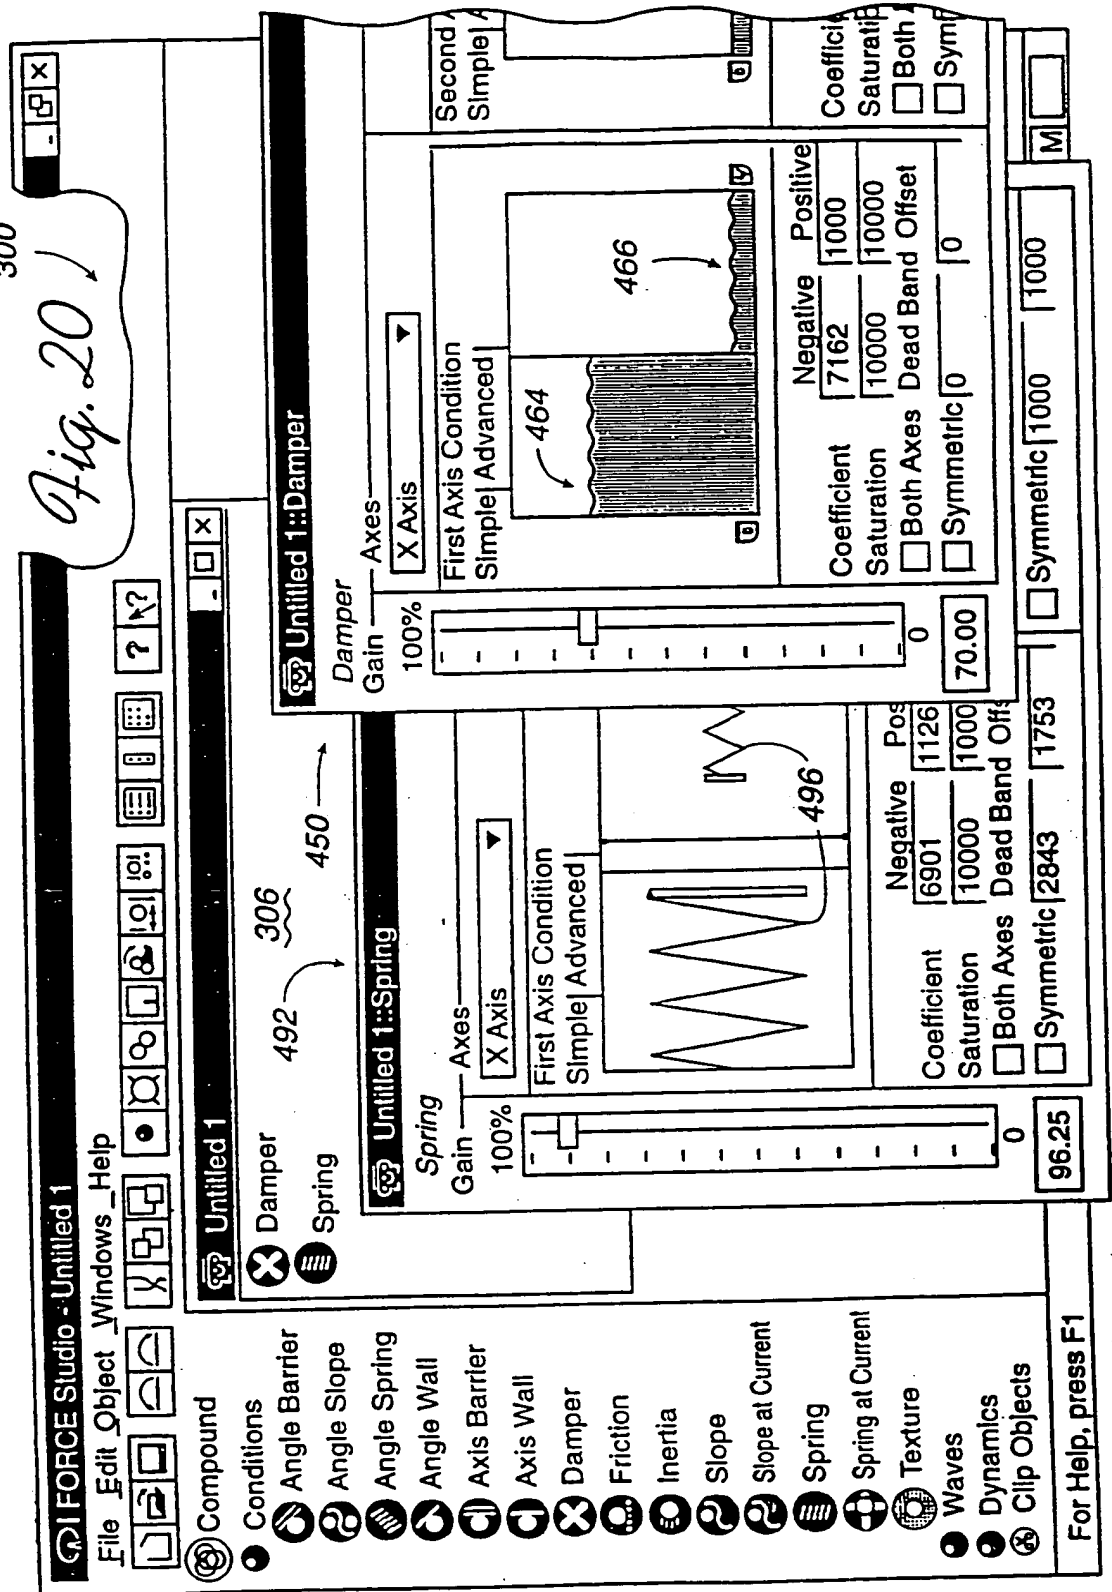 300
Fig. 20
I FORCE Studio - Untitled 1
File Edit Object Windows Help
? ?
Compound
Conditions
Angle Barrier
Angle Slope
Angle Spring
Angle Wall
Axis Barrier
Axis Wall
Damper
Friction
Inertia
Slope
Slope at Current
Spring
Spring at Current
Texture
Waves
Dynamics
Clip Objects
For Help, press F1
M
Untitled 1
Damper
Spring
306
492
450
Untitled 1::Spring
Spring
Gain
Axes
100%
X Axis
First Axis Condition
Simple Advanced
496
0
96.25
Negative Pos
Coefficient 6901 1126
Saturation 10000 1000
Both Axes Dead Band Offs
Symmetric 2843 1753
Symmetric 1000 1000
Untitled 1::Damper
Damper
Gain
Axes
100%
X Axis
First Axis Condition
Simple Advanced
464
466
0
70.00
Negative Positive
Coefficient 7162 1000
Saturation 10000 10000
Both Axes Dead Band Offset
Symmetric 0 0
Second
Simple
Coeffici
Saturati
Both
Sym